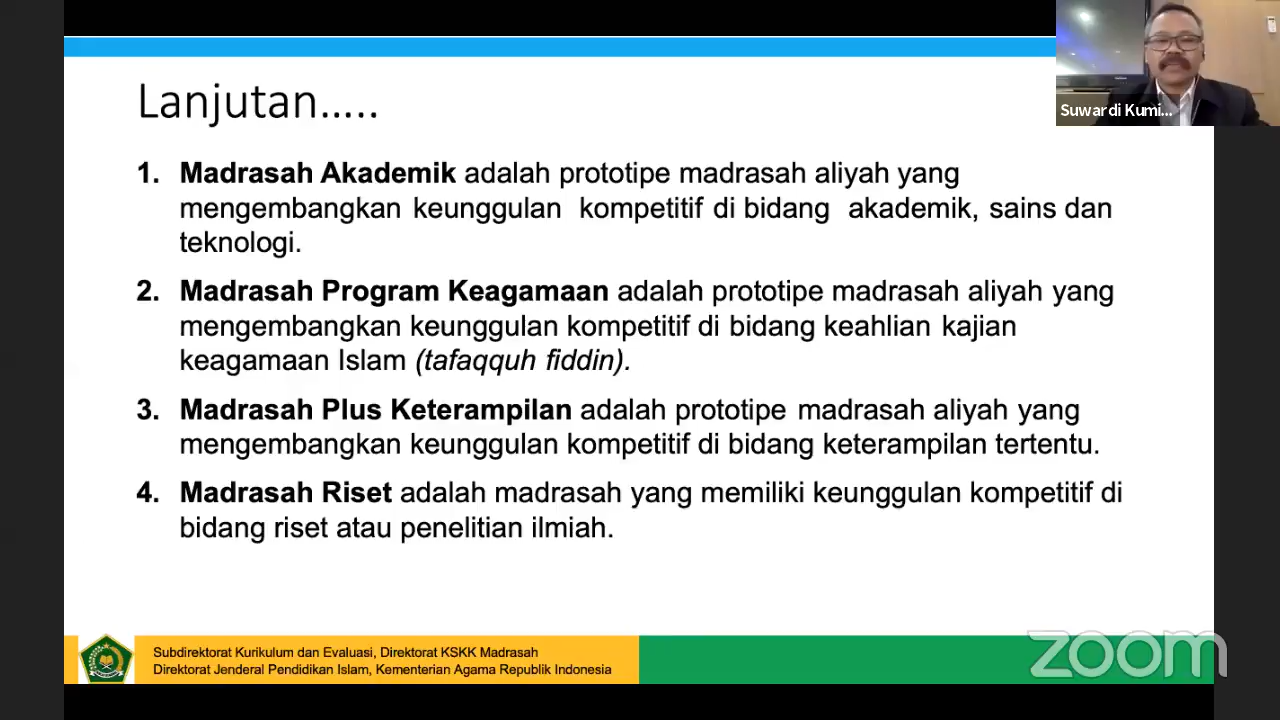 Lanjutan…..
Suwardi Kumi...
1. Madrasah Akademik adalah prototipe madrasah aliyah yang
mengembangkan keunggulan kompetitif di bidang akademik, sains dan
teknologi.
2. Madrasah Program Keagamaan adalah prototipe madrasah aliyah yang
mengembangkan keunggulan kompetitif di bidang keahlian kajian
keagamaan Islam (tafaqquh fiddin).
3. Madrasah Plus Keterampilan adalah prototipe madrasah aliyah yang
mengembangkan keunggulan kompetitif di bidang keterampilan tertentu.
4. Madrasah Riset adalah madrasah yang memiliki keunggulan kompetitif di
bidang riset atau penelitian ilmiah.
Subdirektorat Kurikulum dan Evaluasi, Direktorat KSKK Madrasah
Direktorat Jenderal Pendidikan Islam, Kementerian Agama Republik Indonesia
zoom